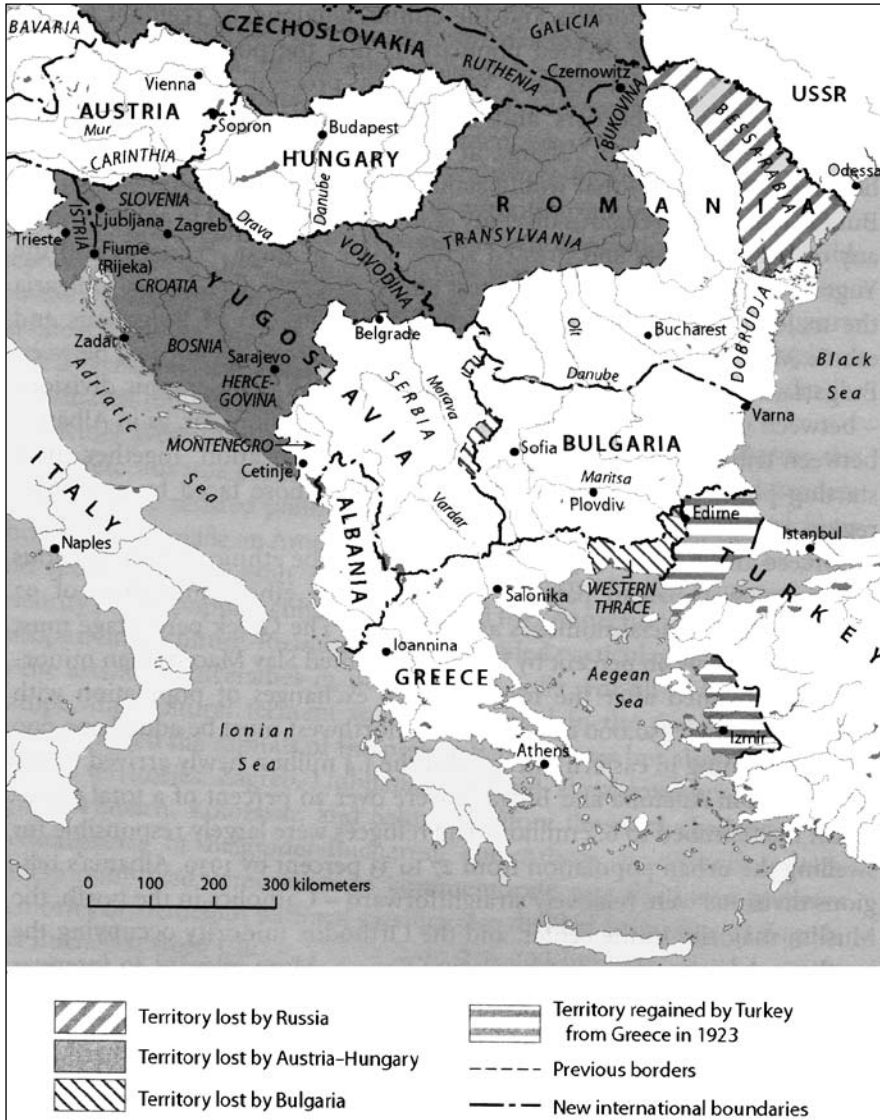 BAVARIA
CZECHOSLOVAKIA
GALICIA
RUTHENIA
Czernowitz
BUKOVINA
Vienna
AUSTRIA
Sopron
Mur
CARINTHIA
Budapest
HUNGARY
Danube
Drava
USSR
BESSARABIA
Odessa
ROMANIA
TRANSYLVANIA
SLOVENIA
Ljubljana
ISTRIA
Trieste
Zagreb
Fiume
(Rijeka)
CROATIA
VOJVODINA
YUGOS
AVIA
Belgrade
Zadar
BOSNIA
Sarajevo
HERCE-
GOVINA
SERBIA
Morava
Olt
Bucharest
DOBRUDJA
Danube
Black
Sea
Varna
Adriatic
Sea
MONTENEGRO
Cetinje
Sofia
BULGARIA
Maritsa
Plovdiv
Edirne
Istanbul
ITALY
Naples
ALBANIA
Vardar
Salonika
WESTERN
THRACE
TURKEY
Ioannina
GREECE
Aegean
Sea
Ionian
Sea
Athens
Izmir
0 100 200 300 kilometers
Territory lost by Russia
Territory lost by Austria–Hungary
Territory lost by Bulgaria
Territory regained by Turkey
from Greece in 1923
Previous borders
New international boundaries